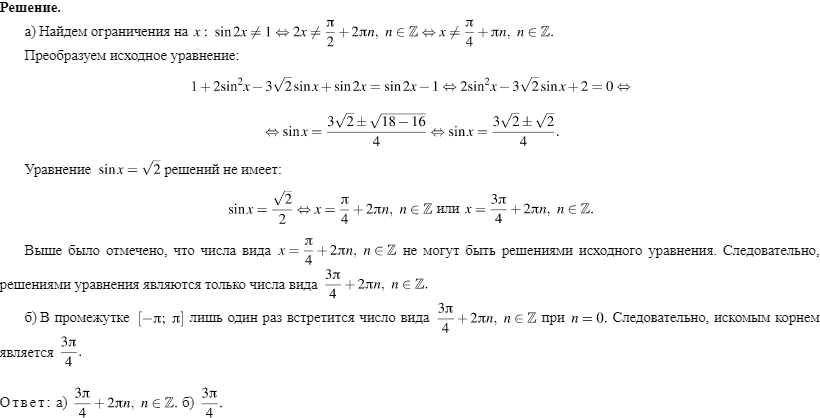 Решение.
а) Найдем ограничения на x : sin 2x ≠ 1 ⇔ 2x ≠ π/2 + 2πn, n ∈ ℤ ⇔ x ≠ π/4 + πn, n ∈ ℤ.
Преобразуем исходное уравнение:
1 + 2sin²x − 3√2 sin x + sin 2x = sin 2x − 1 ⇔ 2sin²x − 3√2 sin x + 2 = 0 ⇔
⇔ sin x = (3√2 ± √(18 − 16))/4 ⇔ sin x = (3√2 ± √2)/4.
Уравнение sin x = √2 решений не имеет:
sin x = √2/2 ⇔ x = π/4 + 2πn, n ∈ ℤ или x = 3π/4 + 2πn, n ∈ ℤ.
Выше было отмечено, что числа вида x = π/4 + 2πn, n ∈ ℤ не могут быть решениями исходного уравнения. Следовательно,
решениями уравнения являются только числа вида 3π/4 + 2πn, n ∈ ℤ.
б) В промежутке [−π; π] лишь один раз встретится число вида 3π/4 + 2πn, n ∈ ℤ при n = 0. Следовательно, искомым корнем
является 3π/4.
Ответ: а) 3π/4 + 2πn, n ∈ ℤ. б) 3π/4.